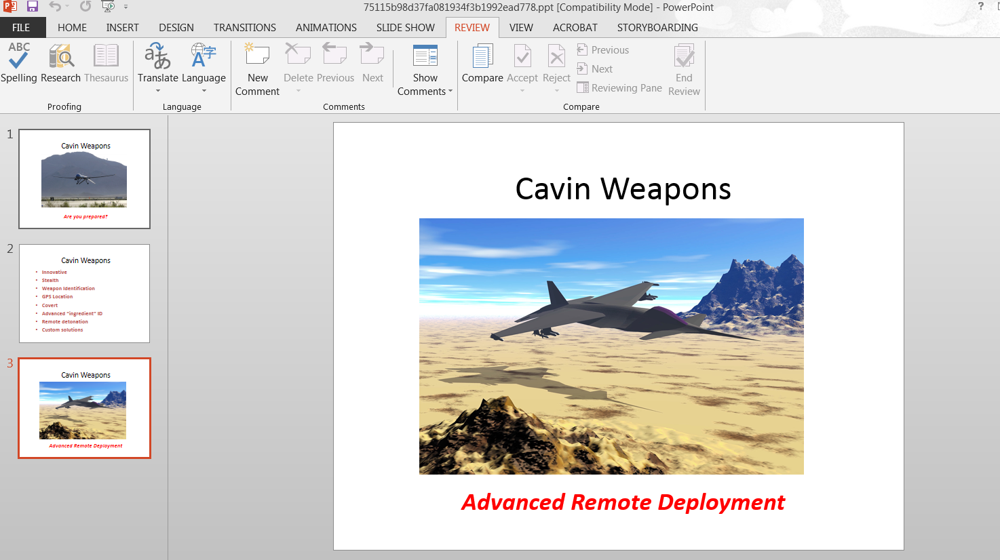 75115b98d37fa081934f3b1992ead778.ppt [Compatibility Mode] - PowerPoint
?
FILE HOME INSERT DESIGN TRANSITIONS ANIMATIONS SLIDE SHOW REVIEW VIEW ACROBAT STORYBOARDING
ABC
Spelling Research Thesaurus
Proofing
Translate Language
Language
New Comment
Delete Previous Next
Show Comments
Comments
Compare Accept Reject
Previous
Next
Reviewing Pane
End Review
Compare
1
Cavin Weapons
Are you prepared?
2
Cavin Weapons
• Innovative
• Stealth
• Weapon Identification
• GPS Location
• Covert
• Advanced "ingredient" ID
• Remote detonation
• Custom solutions
3
Cavin Weapons
Advanced Remote Deployment
Cavin Weapons
Advanced Remote Deployment